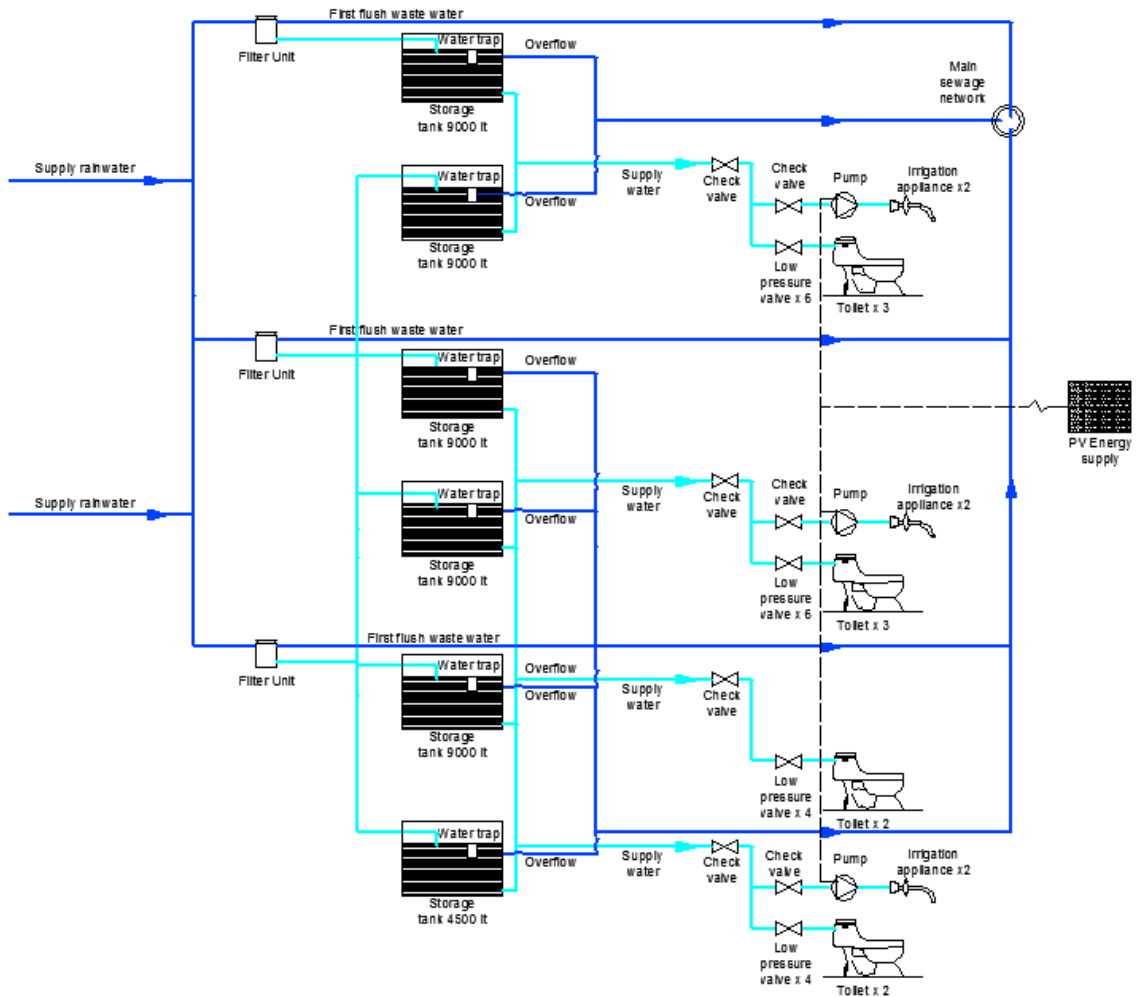 First flush waste water
Water trap
Overflow
Filter Unit
Main
sewage
network
Storage
tank 9000 lt
Supply rainwater
Water trap
Supply
water
Check
valve
Check
valve
Pump
Irrigation
appliance x2
Overflow
Storage
tank 9000 lt
Low
pressure
valve x 6
Toilet x 3
First flush waste water
Water trap
Overflow
Filter Unit
Storage
tank 9000 lt
PV Energy
supply
Supply rainwater
Water trap
Supply
water
Check
valve
Check
valve
Pump
Irrigation
appliance x2
Overflow
Storage
tank 9000 lt
Low
pressure
valve x 6
Toilet x 3
First flush waste water
Water trap
Overflow
Filter Unit
Overflow
Supply
water
Check
valve
Storage
tank 9000 lt
Low
pressure
valve x 4
Toilet x 2
Water trap
Overflow
Supply
water
Check
valve
Check
valve
Pump
Irrigation
appliance x2
Storage
tank 4500 lt
Low
pressure
valve x 4
Toilet x 2